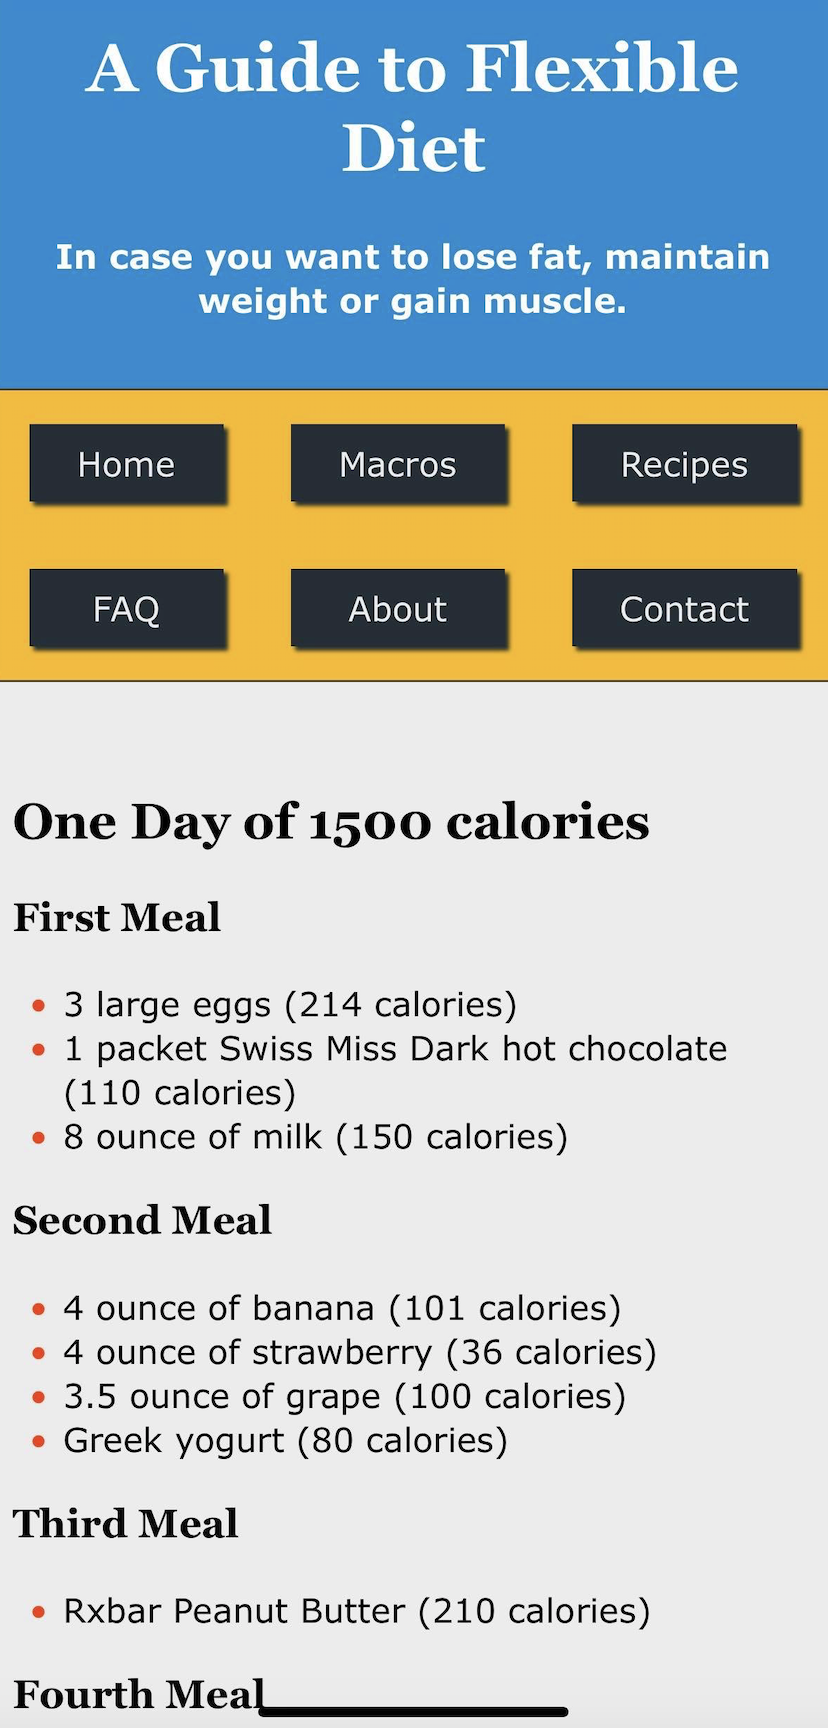 A Guide to Flexible
Diet
In case you want to lose fat, maintain
weight or gain muscle.
Home Macros Recipes
FAQ About Contact
One Day of 1500 calories
First Meal
3 large eggs (214 calories)
1 packet Swiss Miss Dark hot chocolate
(110 calories)
8 ounce of milk (150 calories)
Second Meal
4 ounce of banana (101 calories)
4 ounce of strawberry (36 calories)
3.5 ounce of grape (100 calories)
Greek yogurt (80 calories)
Third Meal
Rxbar Peanut Butter (210 calories)
Fourth Meal